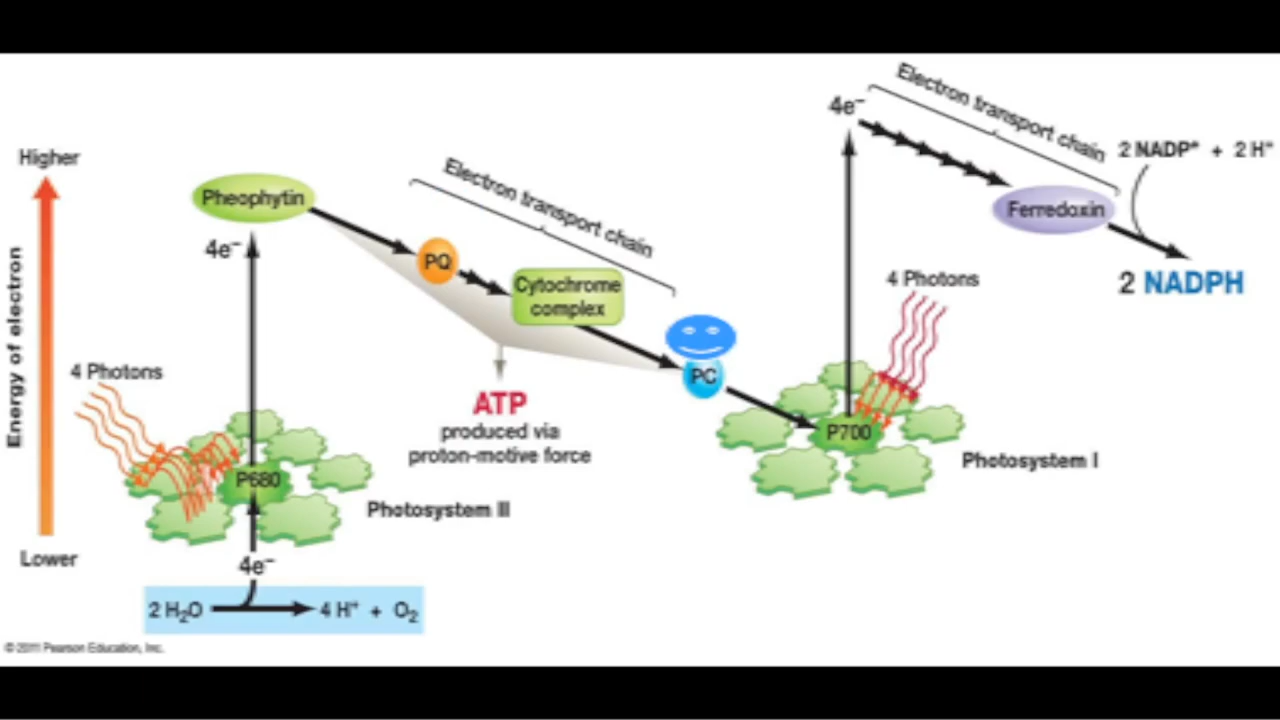 Higher
Energy of electron
Lower
4 Photons
4e⁻
Pheophytin
4e⁻
P680
Photosystem II
2 H₂O
4 H⁺ + O₂
Electron transport chain
PQ
Cytochrome
complex
PC
ATP
produced via
proton-motive force
4e⁻
Electron transport chain
Ferredoxin
2 NADP⁺ + 2 H⁺
2 NADPH
4 Photons
P700
Photosystem I
© 2011 Pearson Education, Inc.